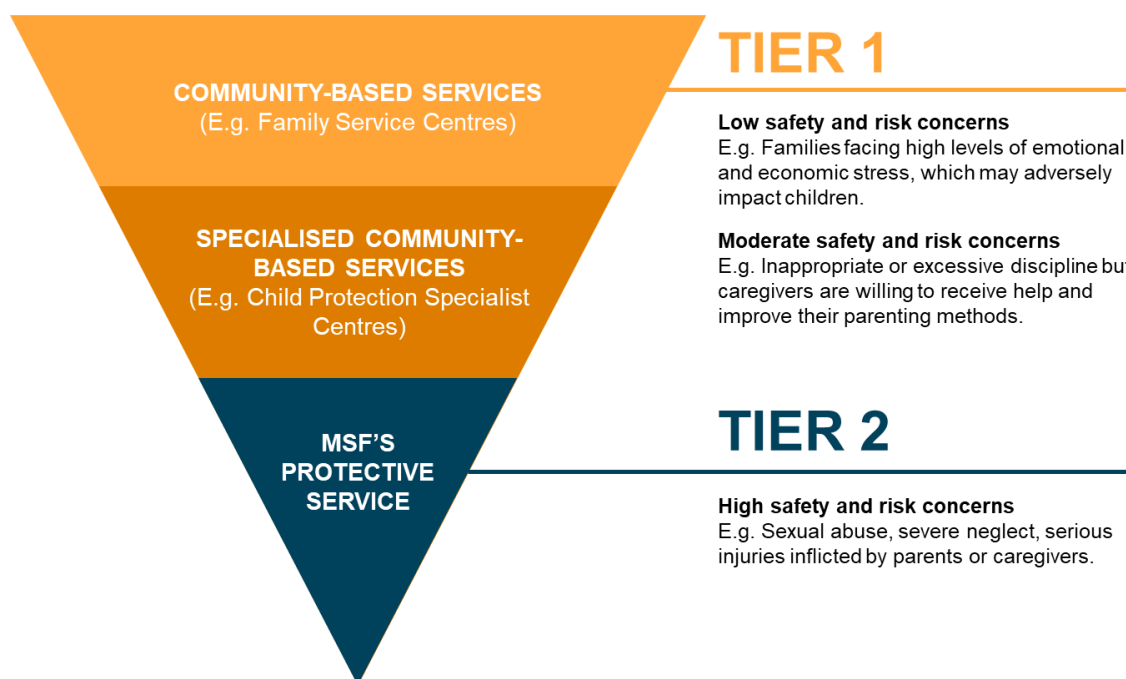 COMMUNITY-BASED SERVICES
(E.g. Family Service Centres)
SPECIALISED COMMUNITY-
BASED SERVICES
(E.g. Child Protection Specialist
Centres)
MSF'S
PROTECTIVE
SERVICE
TIER 1
Low safety and risk concerns
E.g. Families facing high levels of emotional
and economic stress, which may adversely
impact children.
Moderate safety and risk concerns
E.g. Inappropriate or excessive discipline but
caregivers are willing to receive help and
improve their parenting methods.
TIER 2
High safety and risk concerns
E.g. Sexual abuse, severe neglect, serious
injuries inflicted by parents or caregivers.